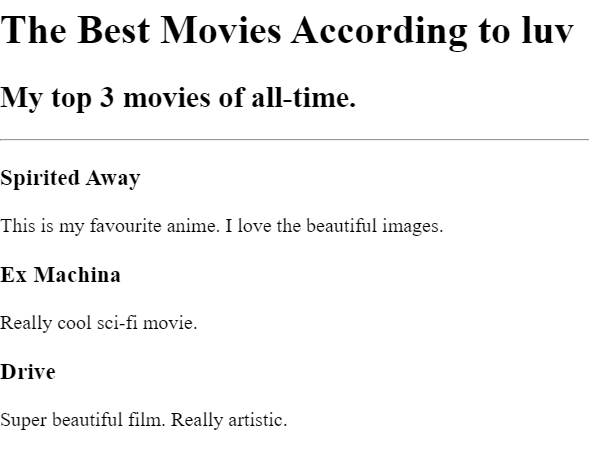 The Best Movies According to luv
My top 3 movies of all-time.
Spirited Away
This is my favourite anime. I love the beautiful images.
Ex Machina
Really cool sci-fi movie.
Drive
Super beautiful film. Really artistic.